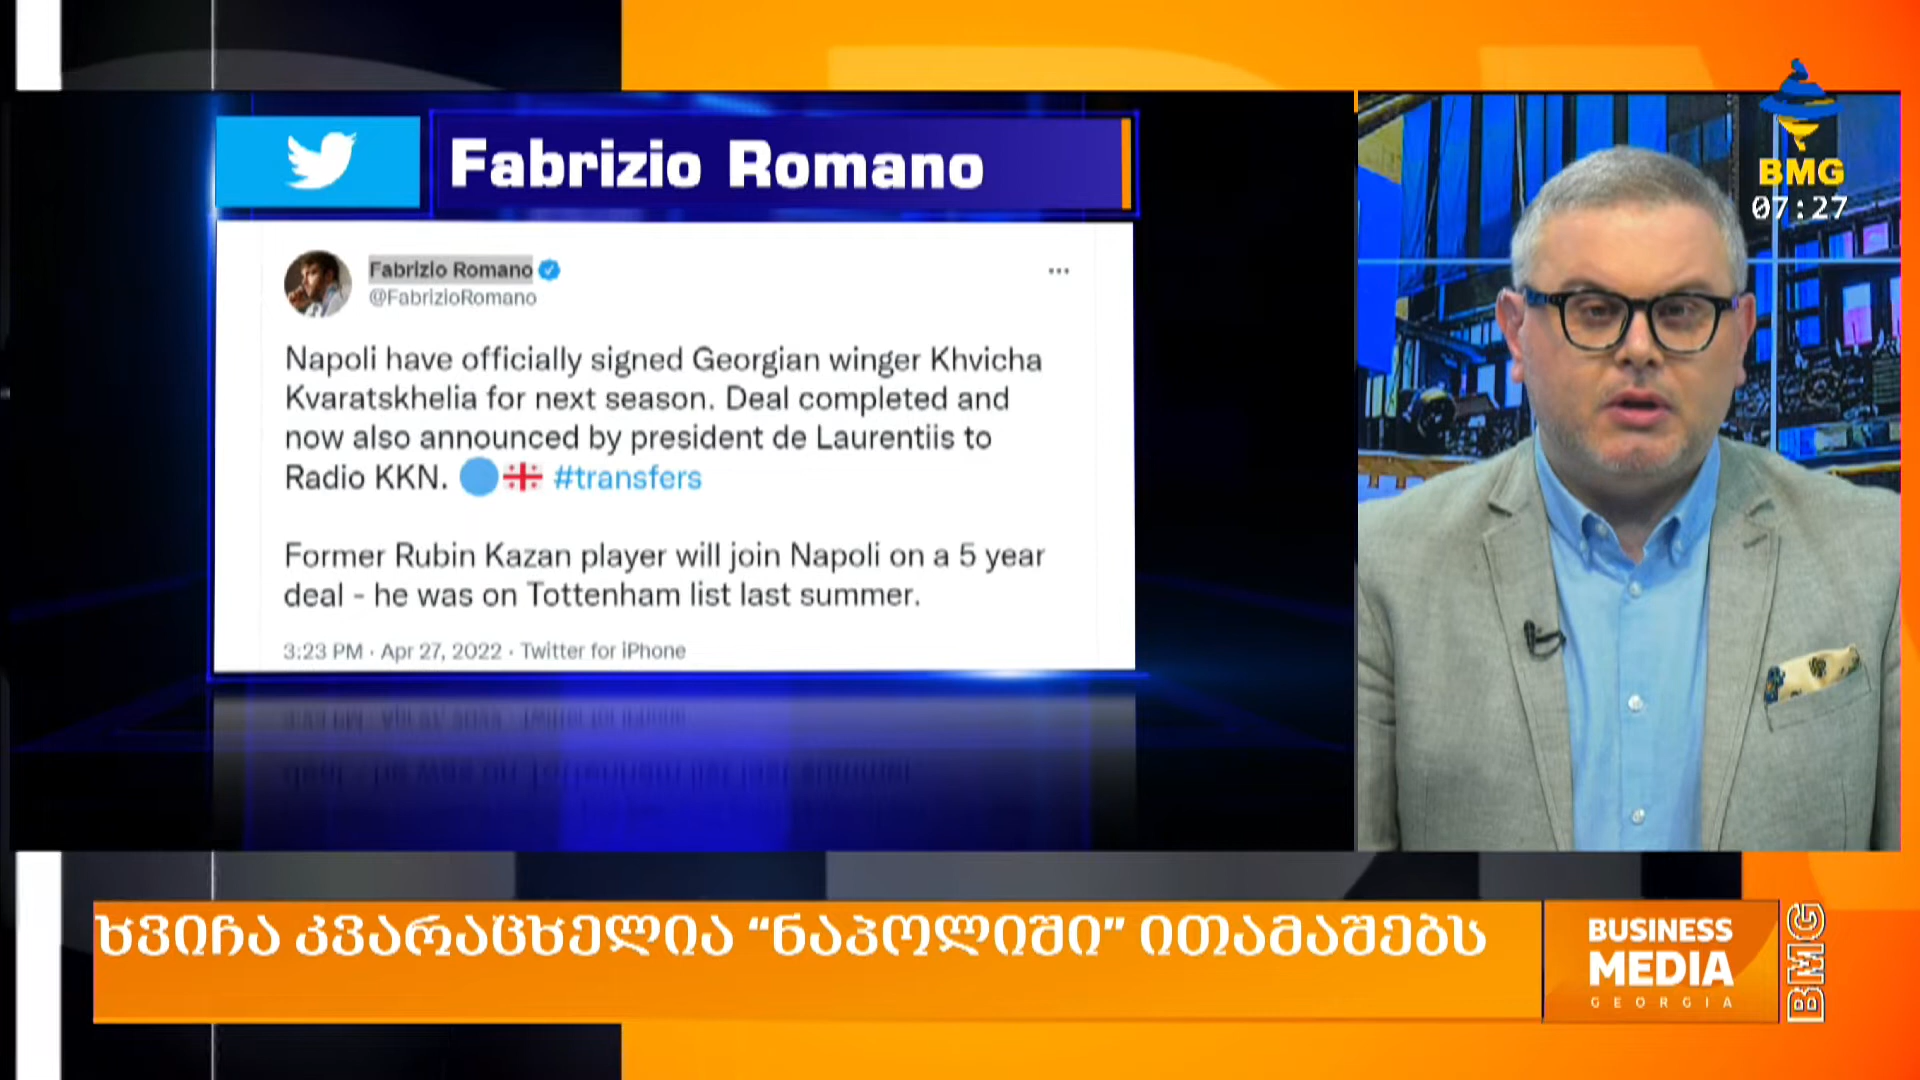 Fabrizio Romano
BMG
07:27
Fabrizio Romano
@FabrizioRomano
Napoli have officially signed Georgian winger Khvicha
Kvaratskhelia for next season. Deal completed and
now also announced by president de Laurentiis to
Radio KKN. #transfers
Former Rubin Kazan player will join Napoli on a 5 year
deal - he was on Tottenham list last summer.
3:23 PM · Apr 27, 2022 · Twitter for iPhone
ხვიჩა კვარაცხელია “ნაპოლიში” ითამაშებს
BUSINESS
MEDIA
GEORGIA
BMG